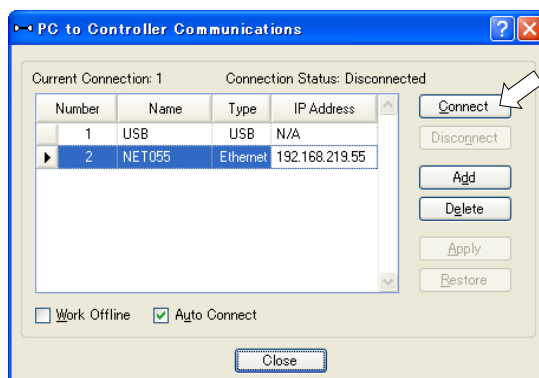 PC to Controller Communications
Current Connection: 1 Connection Status: Disconnected
Number Name Type IP Address
1 USB USB N/A
2 NET055 Ethernet 192.168.219.55
Connect
Disconnect
Add
Delete
Apply
Restore
Work Offline Auto Connect
Close